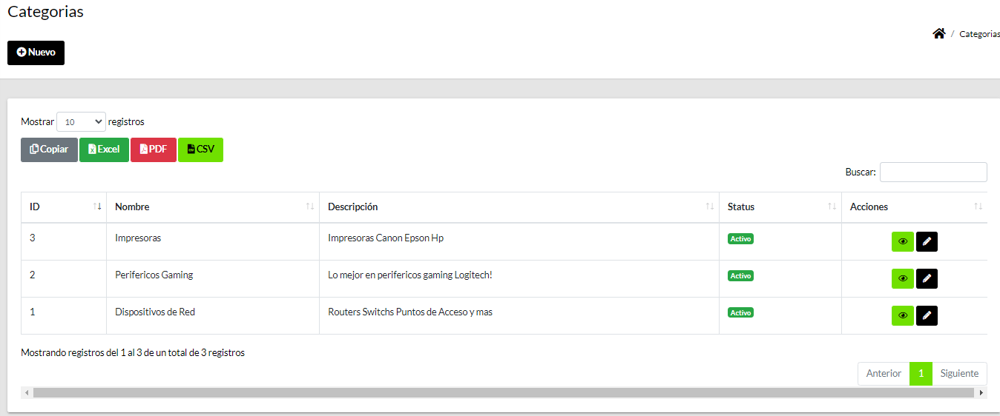 Categorias
/ Categorias
Nuevo
Mostrar 10 registros
Copiar Excel PDF CSV
Buscar:
ID Nombre Descripción Status Acciones
3 Impresoras Impresoras Canon Epson Hp Activo
2 Perifericos Gaming Lo mejor en perifericos gaming Logitech! Activo
1 Dispositivos de Red Routers Switchs Puntos de Acceso y mas Activo
Mostrando registros del 1 al 3 de un total de 3 registros
Anterior 1 Siguiente